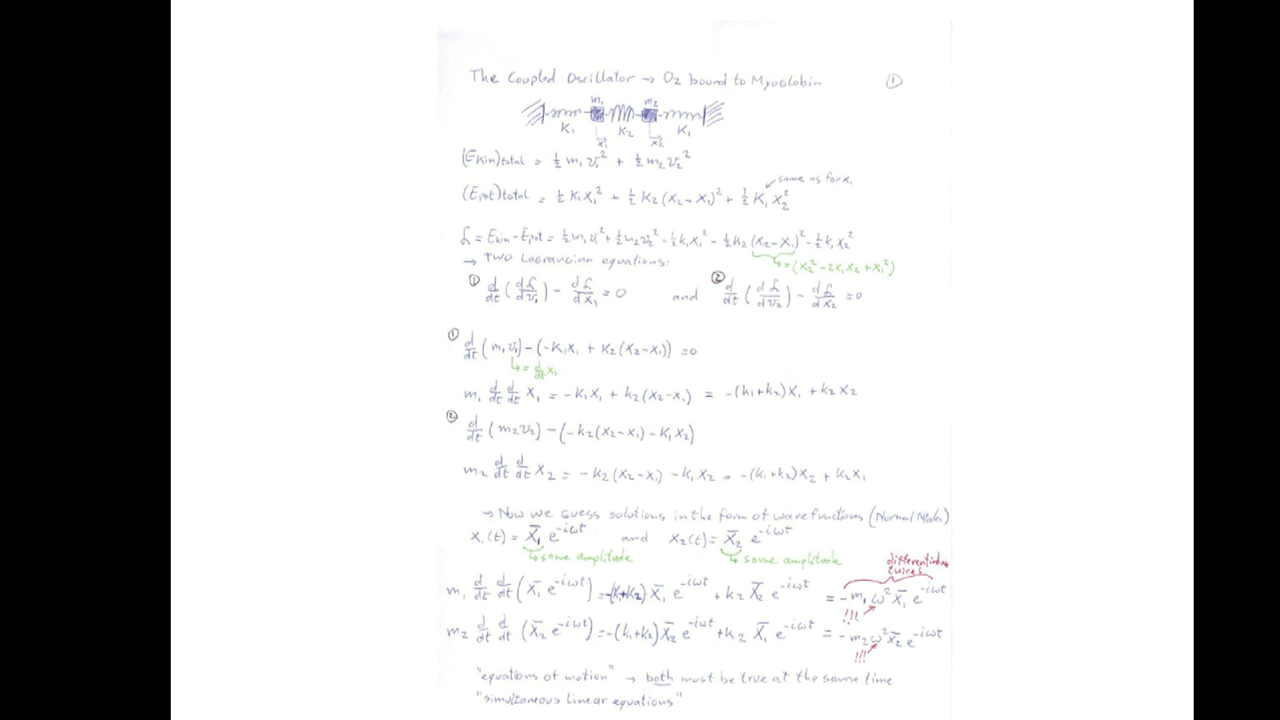 The Coupled Oscillator → O2 bound to Myoglobin ①
m1 m2
K1 K2 K1
x1 x2
(Ekin)total = ½ m1 v1² + ½ m2 v2²
same as for x1
(Epot)total = ½ K1 x1² + ½ K2 (x2 − x1)² + ½ K1 x2²
L = Ekin − Epot = ½ m1 v1² + ½ m2 v2² − ½ k1 x1² − ½ k2 (x2 − x1)² − ½ k1 x2²
→ TWO Lagrangian equations: = (x2² − 2x1x2 + x1²)
① d/dt (dL/dv1) − dL/dx1 = 0 and ② d/dt (dL/dv2) − dL/dx2 = 0
① d/dt (m1 v1) − (−K1 x1 + K2 (x2 − x1)) = 0
= d/dt x1
m1 d/dt d/dt x1 = −K1 x1 + k2 (x2 − x1) = −(k1 + k2) x1 + k2 x2
② d/dt (m2 v2) − (−k2 (x2 − x1) − K1 x2)
m2 d/dt d/dt x2 = −k2 (x2 − x1) − K1 x2 = −(k1 + k2) x2 + k2 x1
→ Now we guess solutions in the form of wavefunctions (Normal Modes)
x1(t) = X̄1 e^−iωt and x2(t) = X̄2 e^−iωt
some amplitude some amplitude
twice
m1 d/dt d/dt (X̄1 e^−iωt) = −(k1+k2) X̄1 e^−iωt + k2 X̄2 e^−iωt = −m1 ω² X̄1 e^−iωt
!!!
m2 d/dt d/dt (X̄2 e^−iωt) = −(k1+k2) X̄2 e^−iωt + k2 X̄1 e^−iωt = −m2 ω² X̄2 e^−iωt
!!!
"equations of motion" → both must be true at the same time
"simultaneous linear equations"